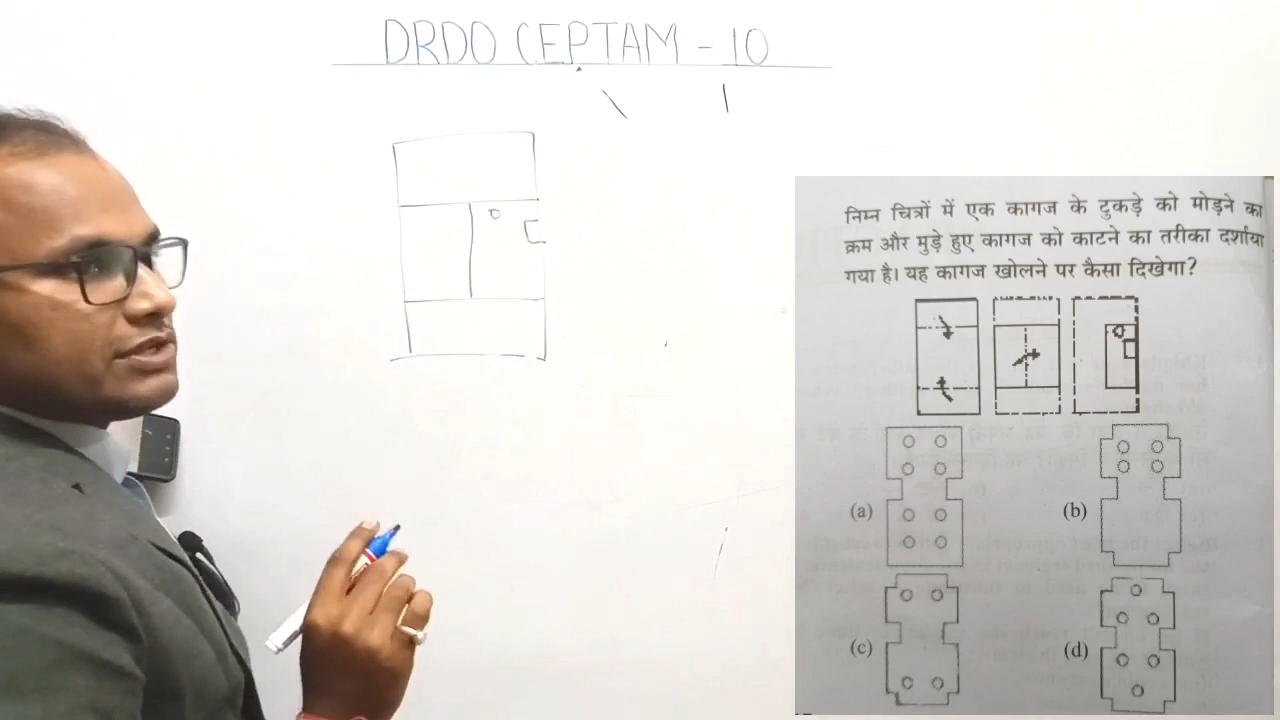 DRDO CEPTAM - 10
निम्न चित्रों में एक कागज के टुकड़े को मोड़ने का
क्रम और मुड़े हुए कागज को काटने का तरीका दर्शाया
गया है। यह कागज खोलने पर कैसा दिखेगा?
(a)
(b)
(c)
(d)